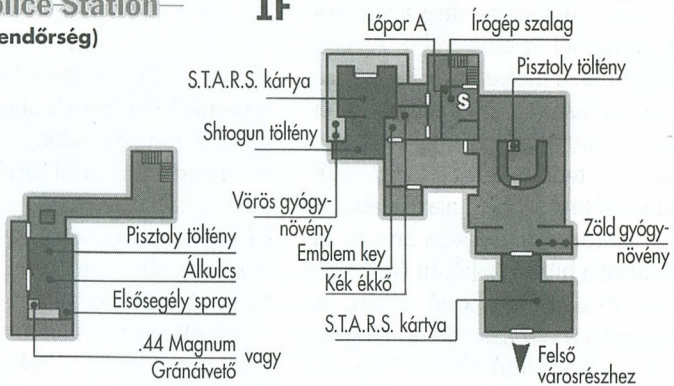 olice Station
endőrség)
1F
Lőpor A
Írógép szalag
S.T.A.R.S. kártya
Pisztoly töltény
S
Shtogun töltény
Vörös gyógy-
növény
Emblem key
Kék ékkő
Zöld gyógy-
növény
S.T.A.R.S. kártya
Felső
városrészhez
Pisztoly töltény
Álkulcs
Elsősegély spray
.44 Magnum
Gránátvető
vagy